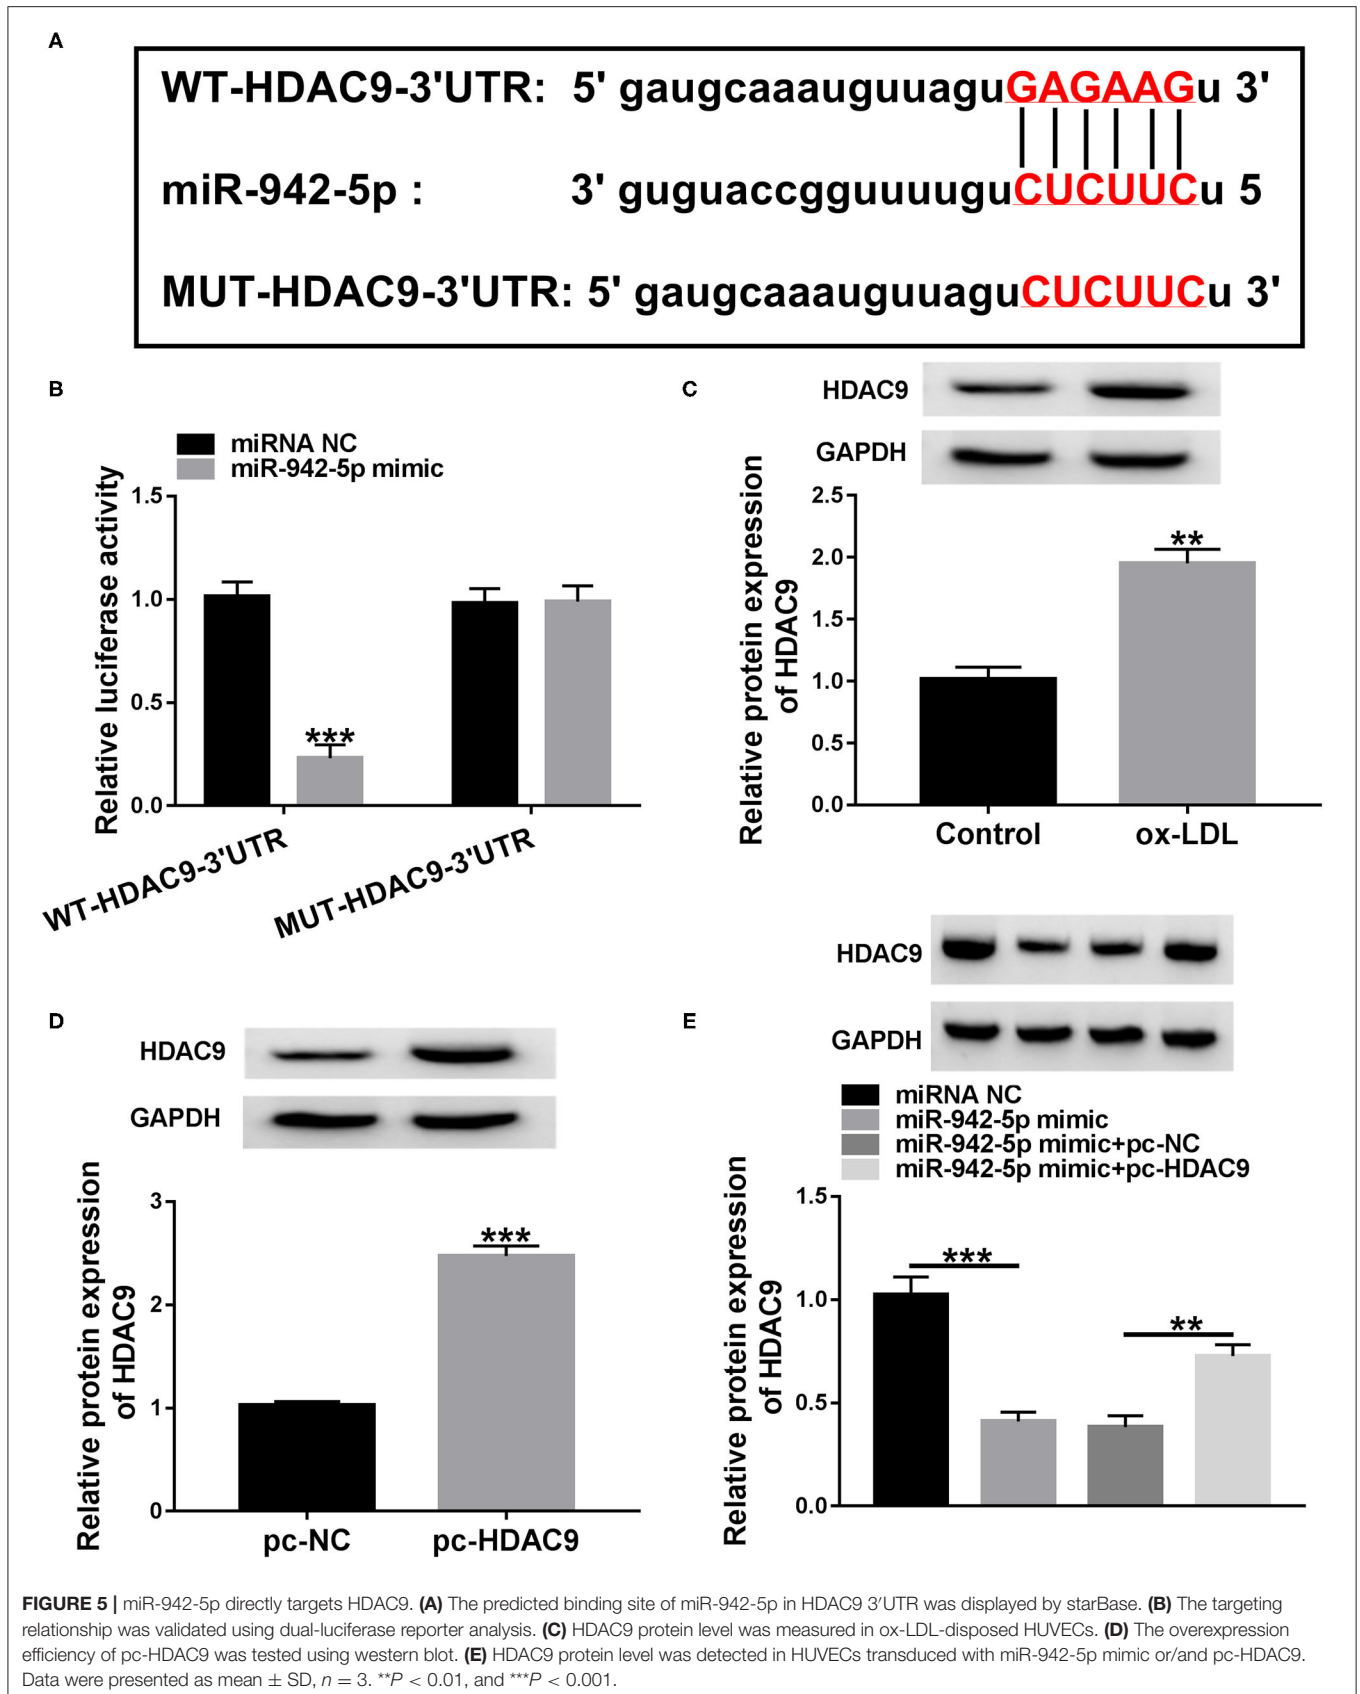 A
WT-HDAC9-3'UTR: 5' gaugcaaauguuaguGAGAAGu 3'
miR-942-5p : 3' guguaccgguuuuguCUCUUCu 5
MUT-HDAC9-3'UTR: 5' gaugcaaauguuaguCUCUUCu 3'
B
miRNA NC
miR-942-5p mimic
Relative luciferase activity
1.5
1.0
0.5
0.0
***
WT-HDAC9-3'UTR
MUT-HDAC9-3'UTR
C
HDAC9
GAPDH
Relative protein expression
of HDAC9
2.5
2.0
1.5
1.0
0.5
0.0
**
Control ox-LDL
D
HDAC9
GAPDH
Relative protein expression
of HDAC9
3
2
1
0
***
pc-NC pc-HDAC9
E
HDAC9
GAPDH
miRNA NC
miR-942-5p mimic
miR-942-5p mimic+pc-NC
miR-942-5p mimic+pc-HDAC9
Relative protein expression
of HDAC9
1.5
1.0
0.5
0.0
***
**
FIGURE 5 | miR-942-5p directly targets HDAC9. (A) The predicted binding site of miR-942-5p in HDAC9 3′UTR was displayed by starBase. (B) The targeting
relationship was validated using dual-luciferase reporter analysis. (C) HDAC9 protein level was measured in ox-LDL-disposed HUVECs. (D) The overexpression
efficiency of pc-HDAC9 was tested using western blot. (E) HDAC9 protein level was detected in HUVECs transduced with miR-942-5p mimic or/and pc-HDAC9.
Data were presented as mean ± SD, n = 3. **P < 0.01, and ***P < 0.001.